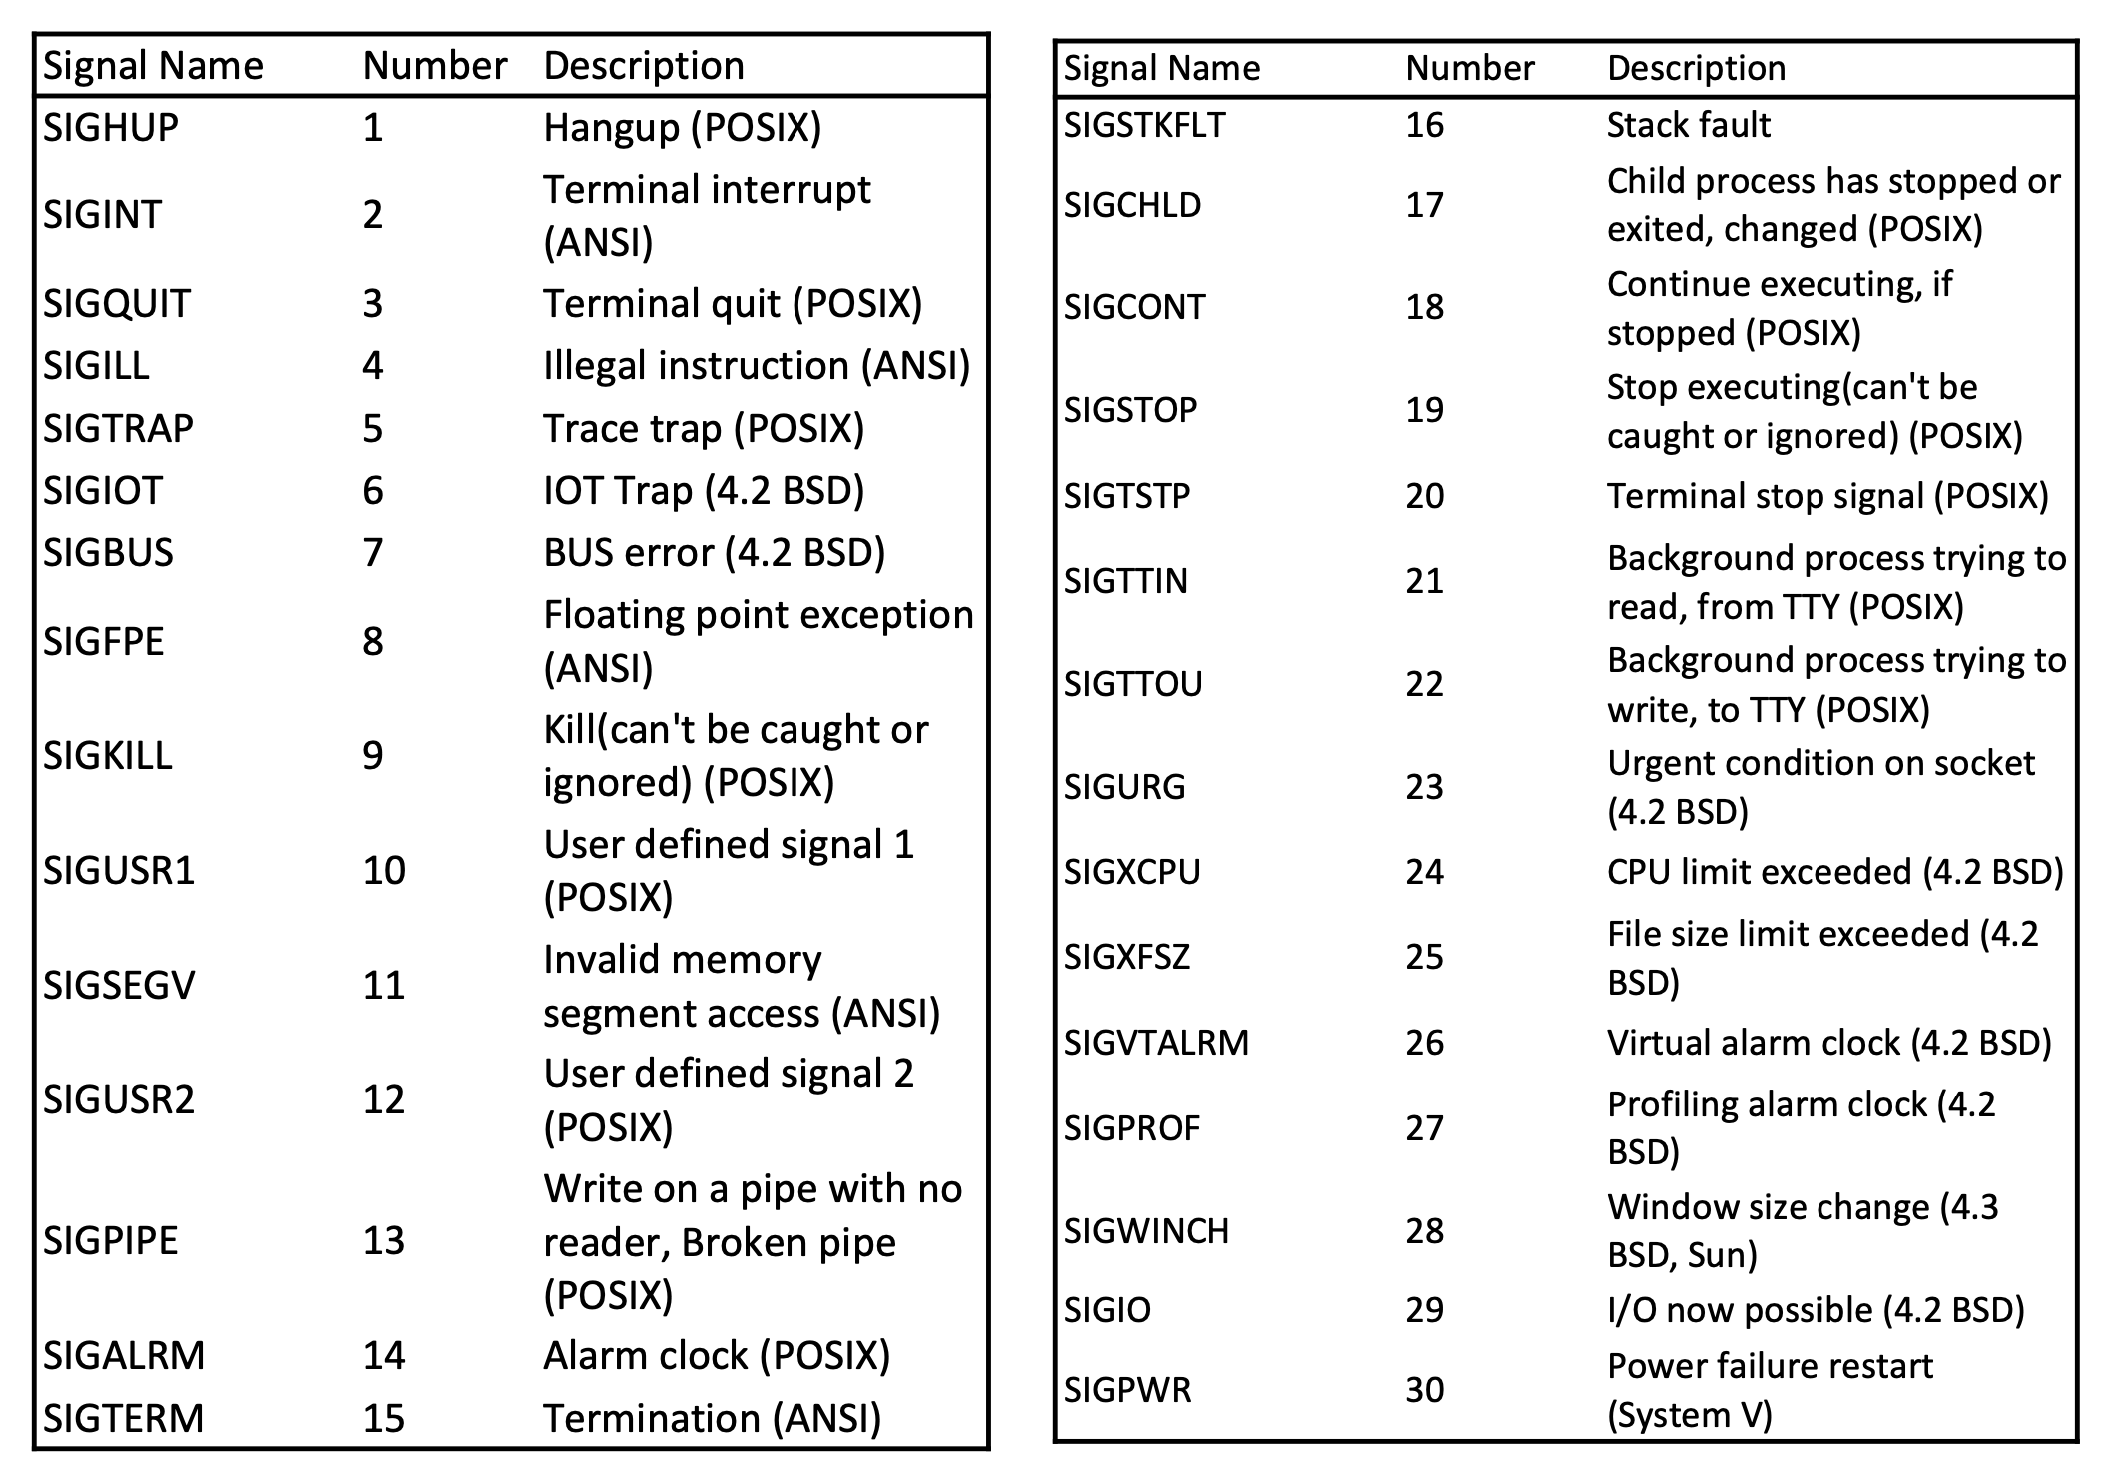 Signal Name Number Description
SIGHUP 1 Hangup (POSIX)
SIGINT 2 Terminal interrupt
(ANSI)
SIGQUIT 3 Terminal quit (POSIX)
SIGILL 4 Illegal instruction (ANSI)
SIGTRAP 5 Trace trap (POSIX)
SIGIOT 6 IOT Trap (4.2 BSD)
SIGBUS 7 BUS error (4.2 BSD)
SIGFPE 8 Floating point exception
(ANSI)
SIGKILL 9 Kill(can't be caught or
ignored) (POSIX)
SIGUSR1 10 User defined signal 1
(POSIX)
SIGSEGV 11 Invalid memory
segment access (ANSI)
SIGUSR2 12 User defined signal 2
(POSIX)
SIGPIPE 13 Write on a pipe with no
reader, Broken pipe
(POSIX)
SIGALRM 14 Alarm clock (POSIX)
SIGTERM 15 Termination (ANSI)
Signal Name Number Description
SIGSTKFLT 16 Stack fault
SIGCHLD 17 Child process has stopped or
exited, changed (POSIX)
SIGCONT 18 Continue executing, if
stopped (POSIX)
SIGSTOP 19 Stop executing(can't be
caught or ignored) (POSIX)
SIGTSTP 20 Terminal stop signal (POSIX)
SIGTTIN 21 Background process trying to
read, from TTY (POSIX)
SIGTTOU 22 Background process trying to
write, to TTY (POSIX)
SIGURG 23 Urgent condition on socket
(4.2 BSD)
SIGXCPU 24 CPU limit exceeded (4.2 BSD)
SIGXFSZ 25 File size limit exceeded (4.2
BSD)
SIGVTALRM 26 Virtual alarm clock (4.2 BSD)
SIGPROF 27 Profiling alarm clock (4.2
BSD)
SIGWINCH 28 Window size change (4.3
BSD, Sun)
SIGIO 29 I/O now possible (4.2 BSD)
SIGPWR 30 Power failure restart
(System V)